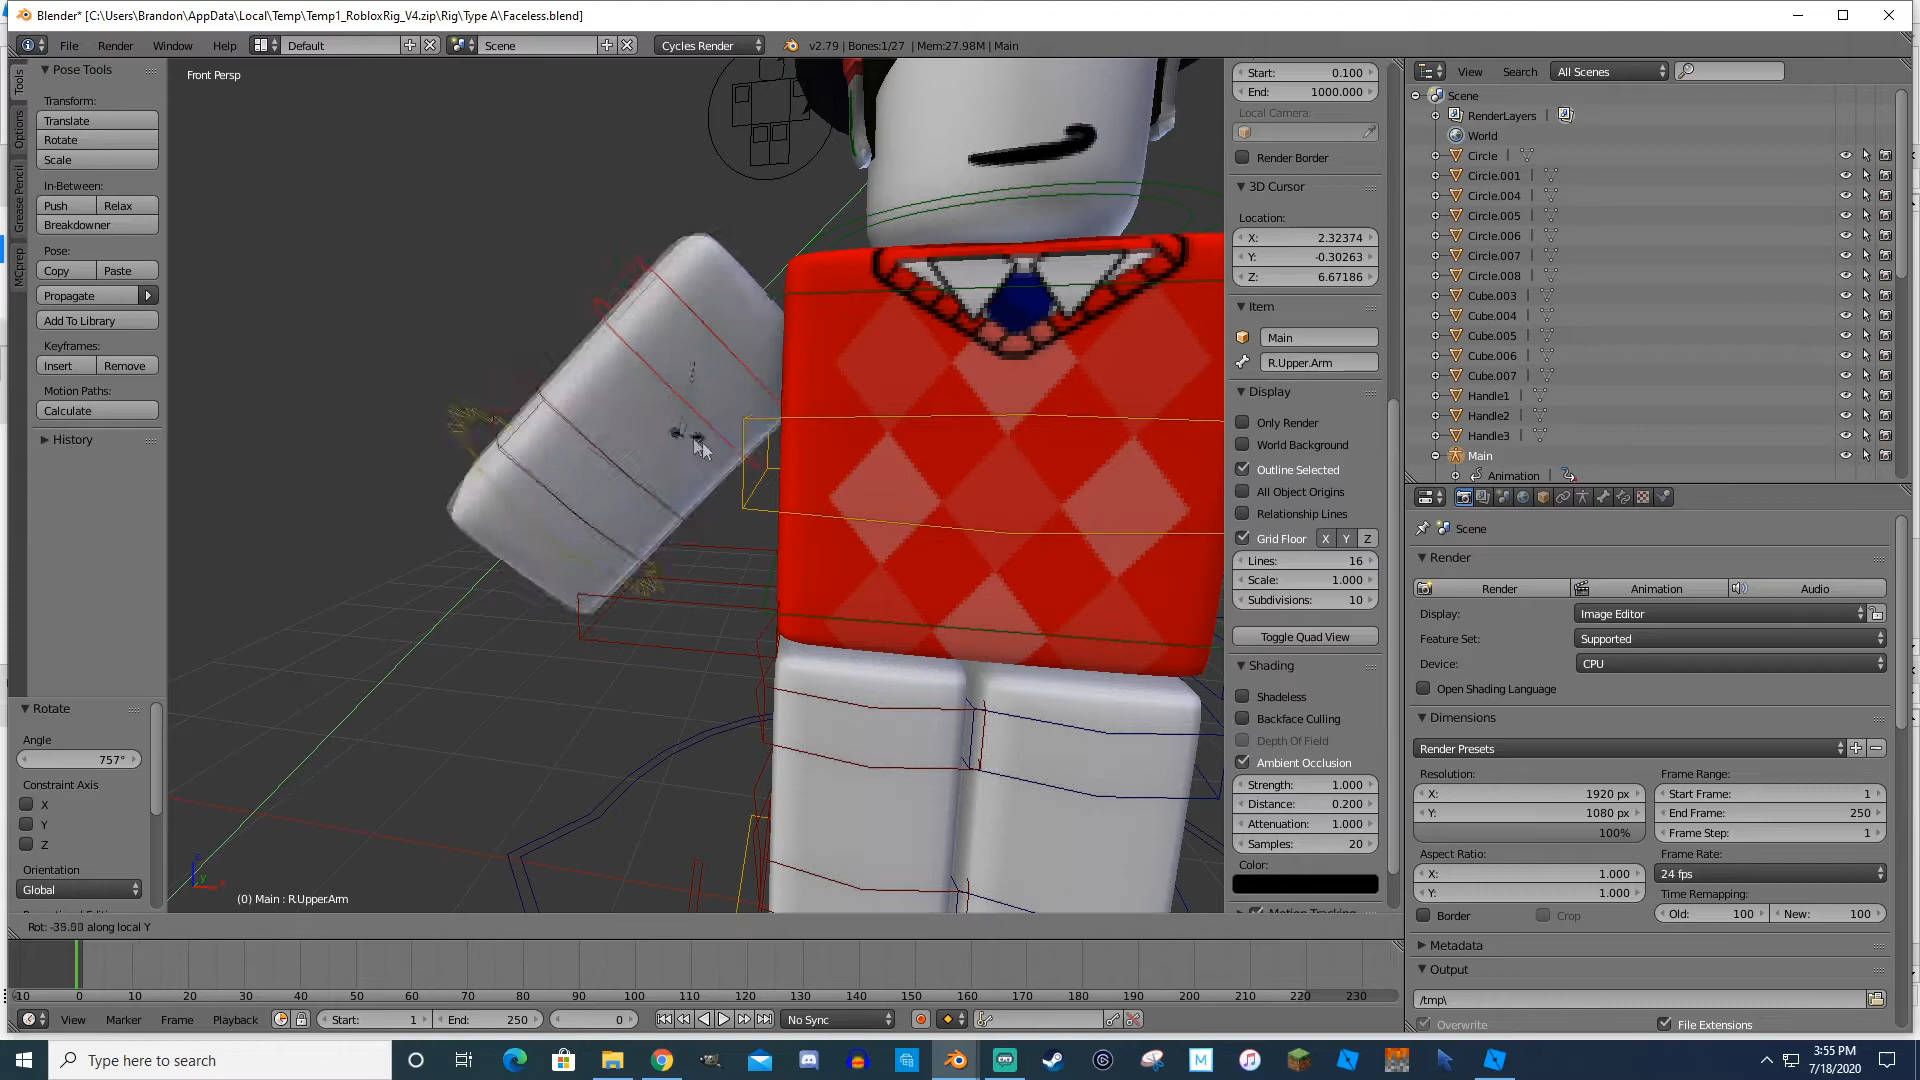 Blender* [C:\Users\Brandon\AppData\Local\Temp\Temp1_RobloxRig_V4.zip\Rig\Type A\Faceless.blend]
File Render Window Help Default Scene Cycles Render v2.79 | Bones:1/27 | Mem:27.98M | Main
Tools
Options
Grease Pencil
MCprep
Pose Tools
Transform:
Translate
Rotate
Scale
In-Between:
Push Relax
Breakdowner
Pose:
Copy Paste
Propagate
Add To Library
Keyframes:
Insert Remove
Motion Paths:
Calculate
History
Rotate
Angle
757°
Constraint Axis
X
Y
Z
Orientation
Global
Front Persp
(0) Main : R.Upper.Arm
Rot: -39.00 along local Y
Start: 0.100
End: 1000.000
Local Camera:
Render Border
3D Cursor
Location:
X: 2.32374
Y: -0.30263
Z: 6.67186
Item
Main
R.Upper.Arm
Display
Only Render
World Background
Outline Selected
All Object Origins
Relationship Lines
Grid Floor X Y Z
Lines: 16
Scale: 1.000
Subdivisions: 10
Toggle Quad View
Shading
Shadeless
Backface Culling
Depth Of Field
Ambient Occlusion
Strength: 1.000
Distance: 0.200
Attenuation: 1.000
Samples: 20
Color:
Motion Tracking
View Search All Scenes
Scene
RenderLayers
World
Circle
Circle.001
Circle.004
Circle.005
Circle.006
Circle.007
Circle.008
Cube.003
Cube.004
Cube.005
Cube.006
Cube.007
Handle1
Handle2
Handle3
Main
Animation
Scene
Render
Render Animation Audio
Display: Image Editor
Feature Set: Supported
Device: CPU
Open Shading Language
Dimensions
Render Presets
Resolution: Frame Range:
X: 1920 px Start Frame: 1
Y: 1080 px End Frame: 250
100% Frame Step: 1
Aspect Ratio: Frame Rate:
X: 1.000 24 fps
Y: 1.000 Time Remapping:
Border Crop Old: 100 New: 100
Metadata
Output
/tmp\
Overwrite File Extensions
-10 0 10 20 30 40 50 60 70 80 90 100 110 120 130 140 150 160 170 180 190 200 210 220 230
View Marker Frame Playback Start: 1 End: 250 0 No Sync
Type here to search
3:55 PM
7/18/2020